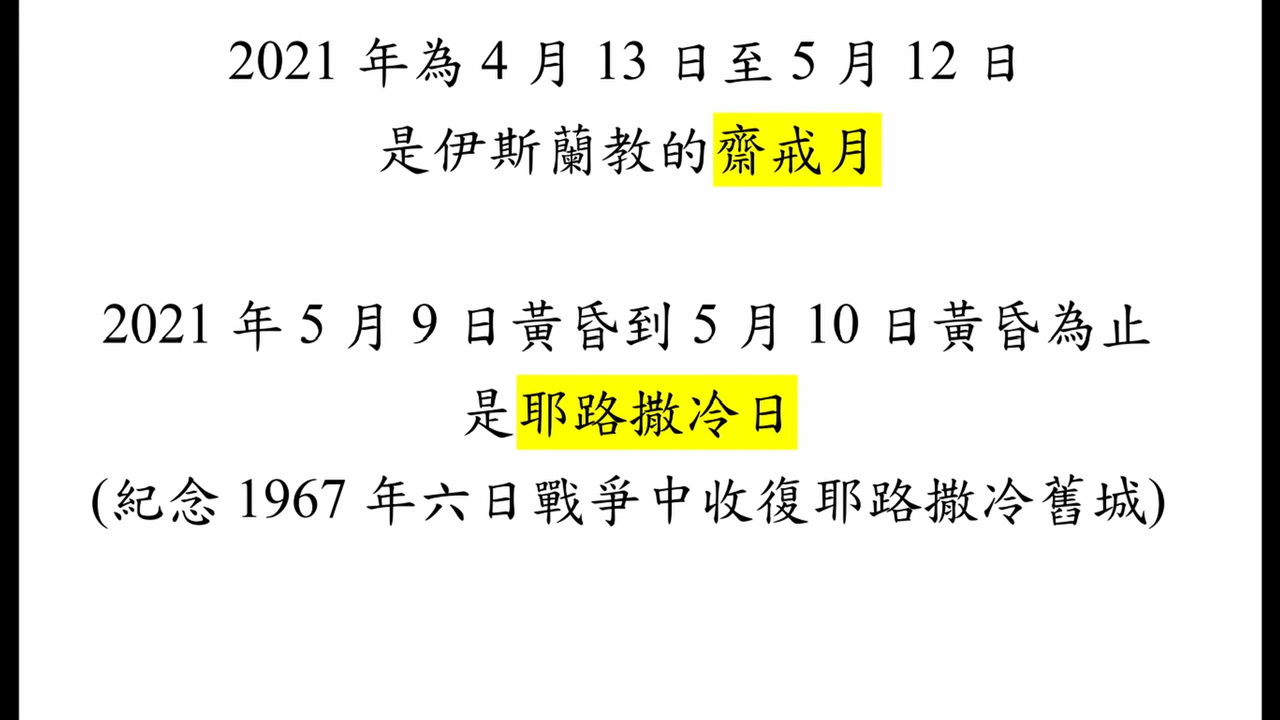 2021 年為 4 月 13 日至 5 月 12 日
是伊斯蘭教的齋戒月
2021 年 5 月 9 日黃昏到 5 月 10 日黃昏為止
是耶路撒冷日
(紀念 1967 年六日戰爭中收復耶路撒冷舊城)